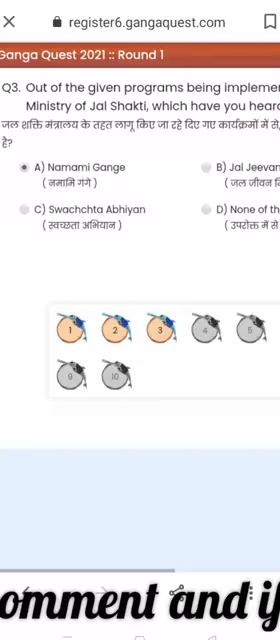 register6.gangaquest.com
Ganga Quest 2021 :: Round 1
Q3. Out of the given programs being impleme
Ministry of Jal Shakti, which have you hear
जल शक्ति मंत्रालय के तहत लागू किए जा रहे दिए गए कार्यक्रमों में से,
है?
A) Namami Gange
( नमामि गंगे )
B) Jal Jeevan
( जल जीवन
C) Swachchta Abhiyan
( स्वच्छता अभियान )
D) None of th
( उपरोक्त में से
1 2 3 4 5
9 10
omment and if